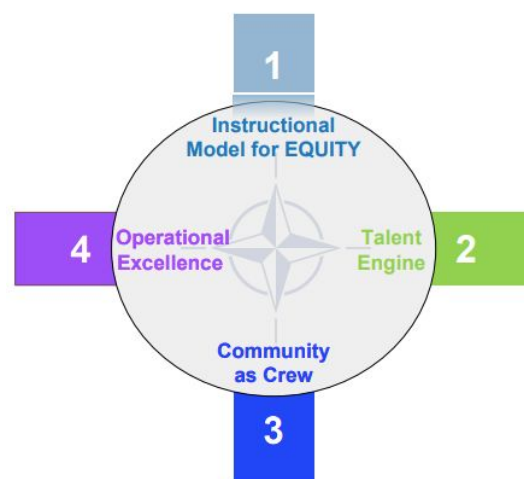 1
Instructional
Model for EQUITY
4
Operational
Excellence
Talent
Engine
2
Community
as Crew
3